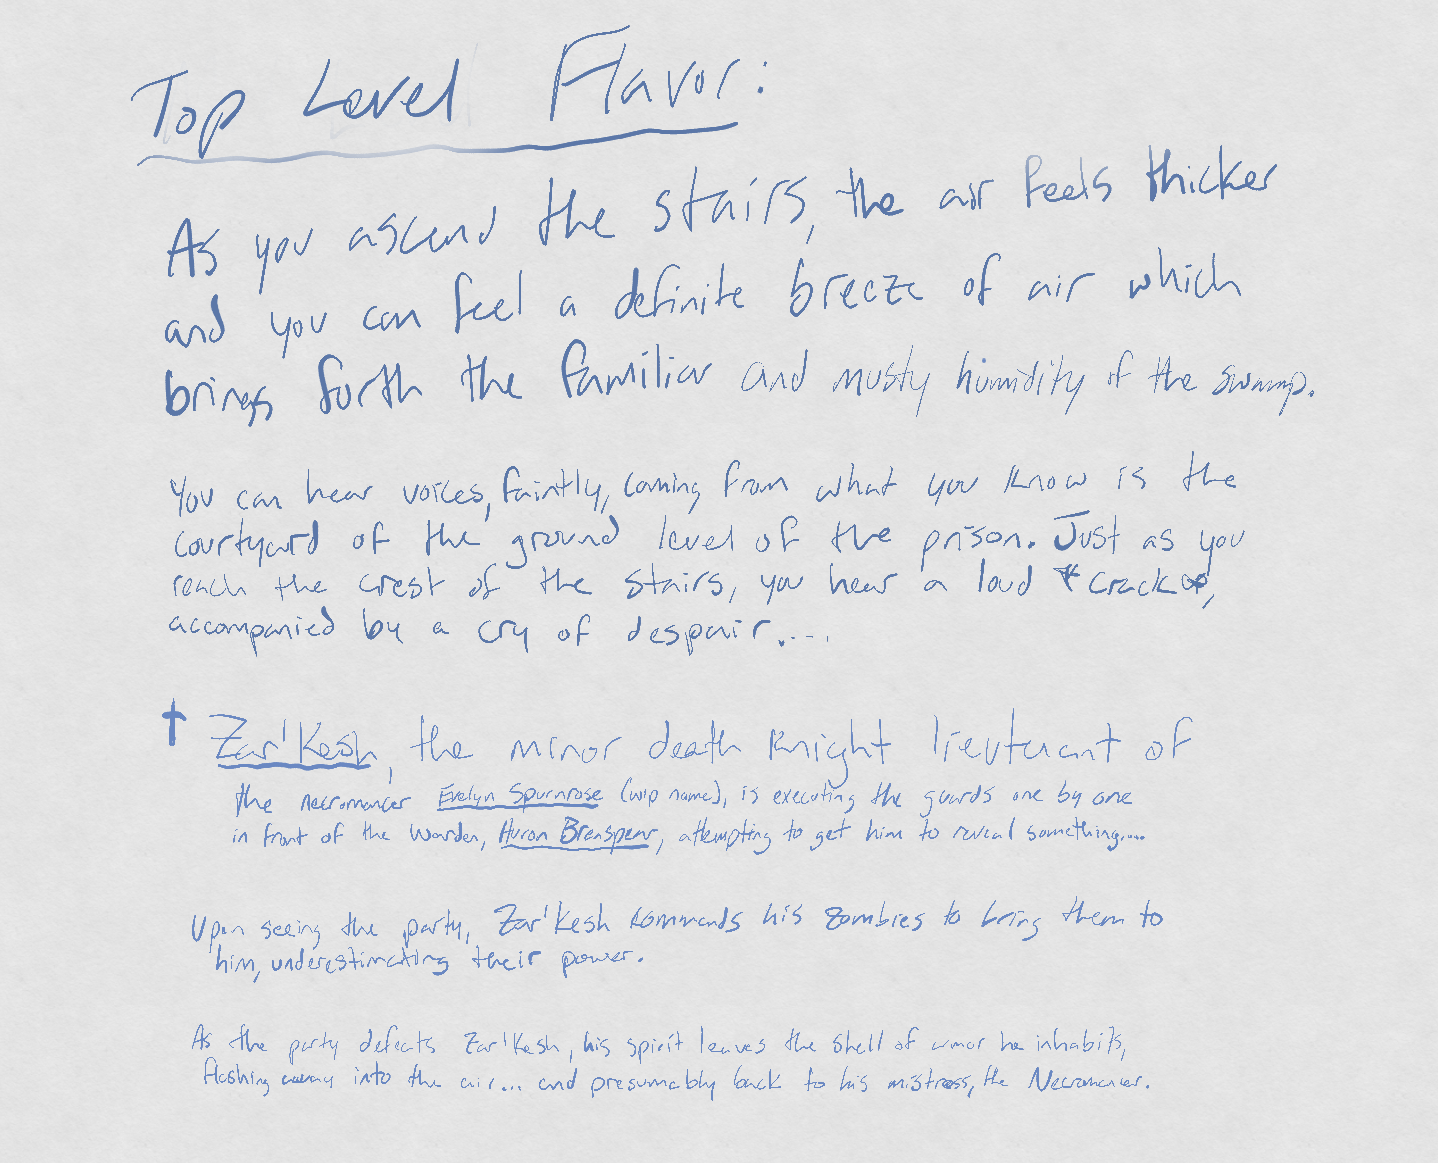 Top Level Flavor:
As you ascend the stairs, the air feels thicker
and you can feel a definite breeze of air which
brings forth the familiar and musty humidity of the swamp.
You can hear voices, faintly, coming from what you know is the
courtyard of the ground level of the prison. Just as you
reach the crest of the stairs, you hear a loud *crack*,
accompanied by a cry of despair....
† Zar'Kesh, the minor death knight lieutenant of
the necromancer Evelyn Spurnrose (wip name), is executing the guards one by one
in front of the Warden, Huron Brenspear, attempting to get him to reveal something....
Upon seeing the party, Zar'Kesh kommands his zombies to bring them to
him, underestimating their power.
As the party defeats Zar'Kesh, his spirit leaves the shell of armor he inhabits,
flashing away into the air... and presumably back to his mistress, the Necromancer.